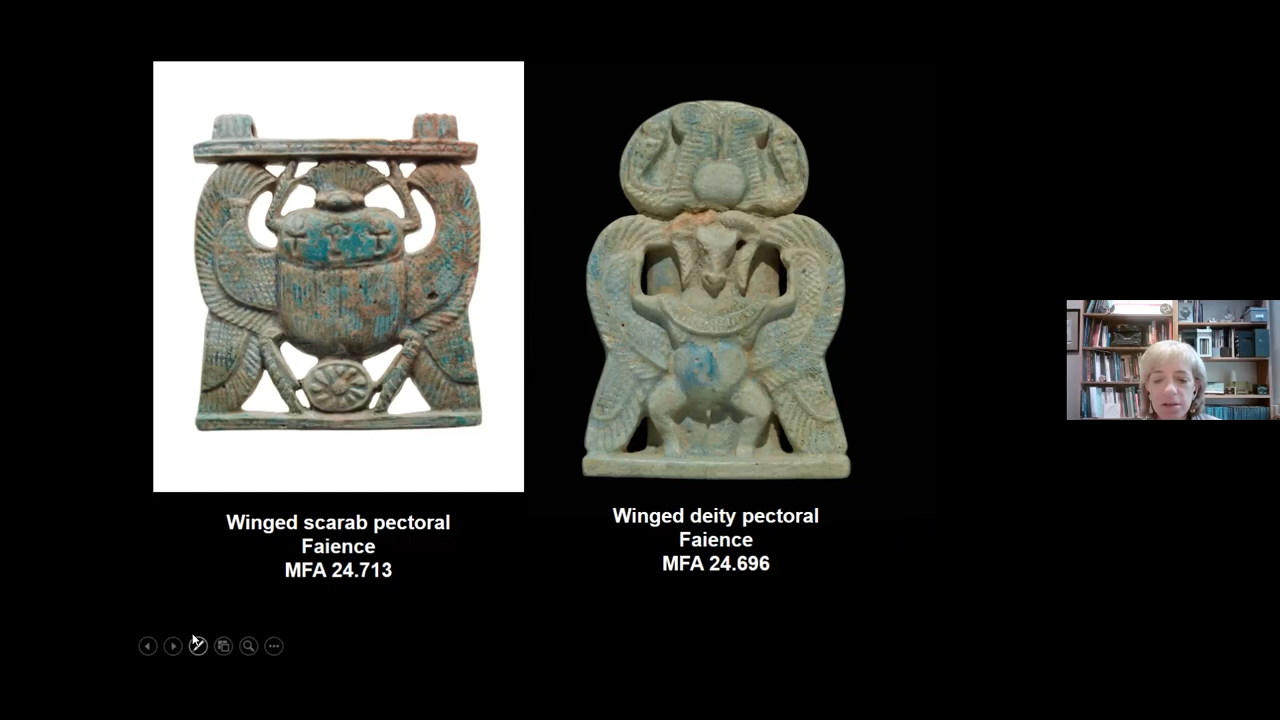 Winged scarab pectoral
Faience
MFA 24.713
Winged deity pectoral
Faience
MFA 24.696